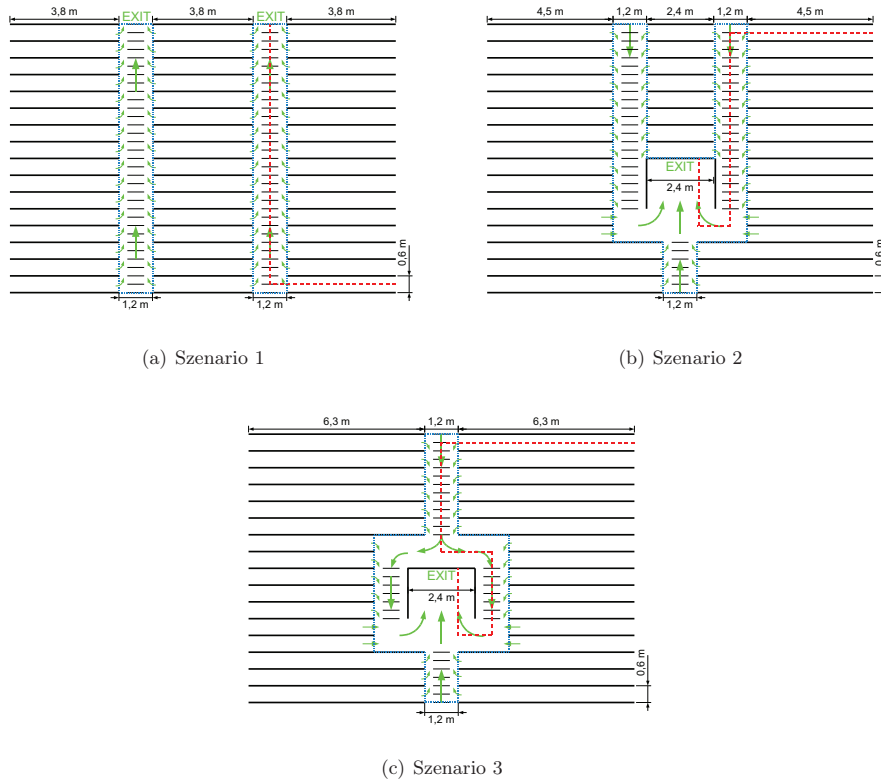 3,8 m 3,8 m 3,8 m
EXIT EXIT
0,6 m
1,2 m 1,2 m
(a) Szenario 1
4,5 m 1,2 m 2,4 m 1,2 m 4,5 m
EXIT
2,4 m
0,6 m
1,2 m
(b) Szenario 2
6,3 m 1,2 m 6,3 m
EXIT
2,4 m
0,6 m
1,2 m
(c) Szenario 3